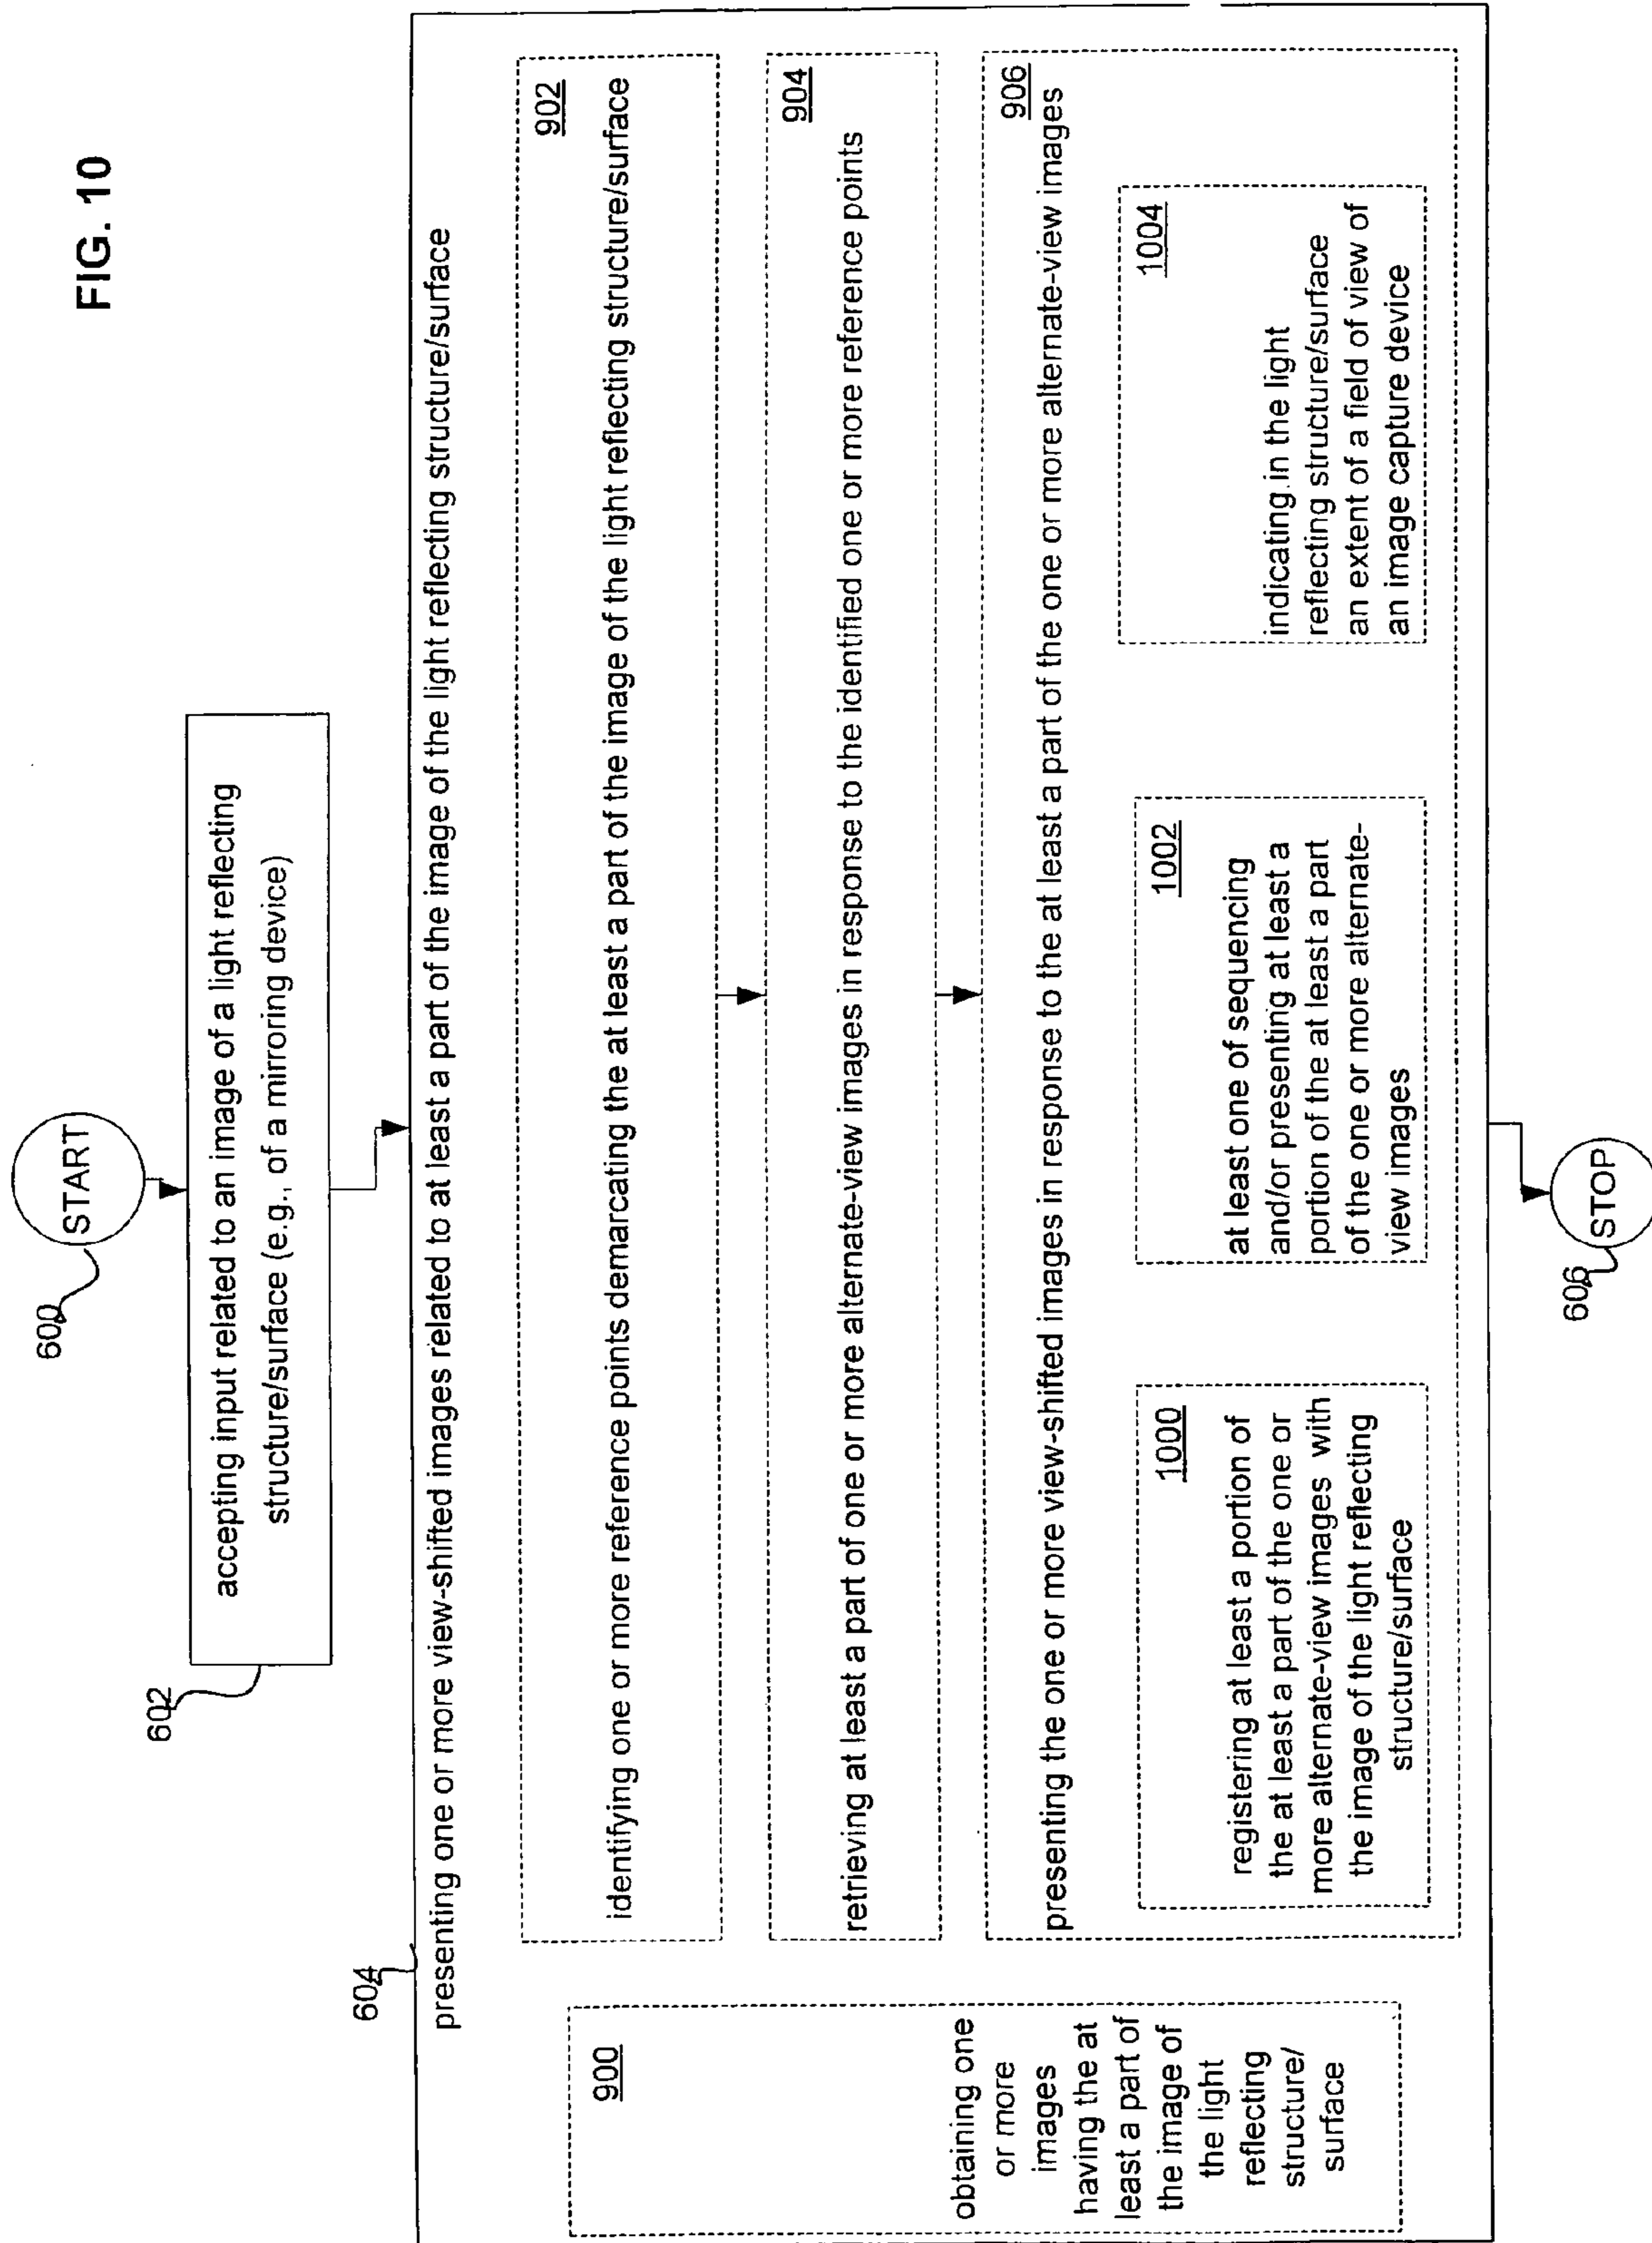 FIG. 10
600
START
602
accepting input related to an image of a light reflecting
structure/surface (e.g., of a mirroring device)
604
presenting one or more view-shifted images related to at least a part of the image of the light reflecting structure/surface
900
obtaining one
or more
images
having the at
least a part of
the image of
the light
reflecting
structure/
surface
902
identifying one or more reference points demarcating the at least a part of the image of the light reflecting structure/surface
904
retrieving at least a part of one or more alternate-view images in response to the identified one or more reference points
906
presenting the one or more view-shifted images in response to the at least a part of the one or more alternate-view images
1000
registering at least a portion of
the at least a part of the one or
more alternate-view images with
the image of the light reflecting
structure/surface
1002
at least one of sequencing
and/or presenting at least a
portion of the at least a part
of the one or more alternate-
view images
1004
indicating in the light
reflecting structure/surface
an extent of a field of view of
an image capture device
606
STOP